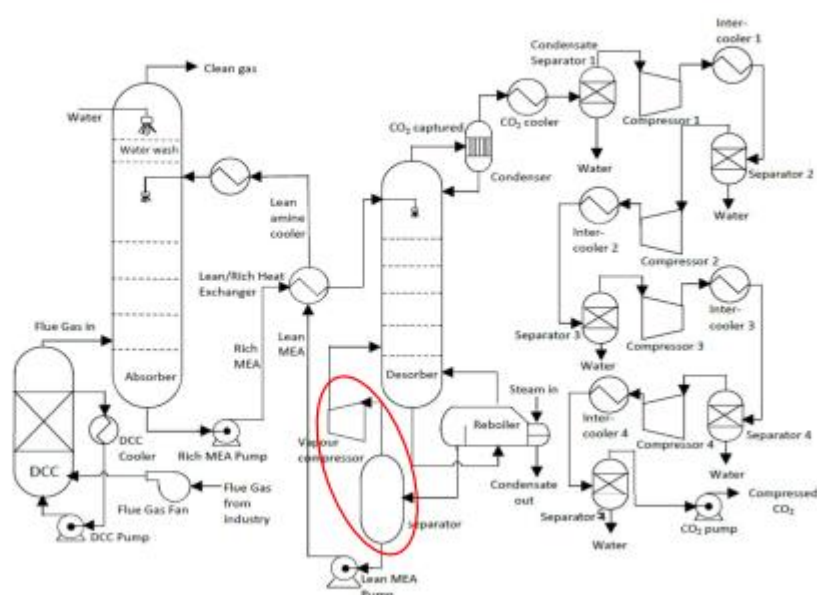 Clean gas
Water
Water wash
Lean
amine
cooler
Lean/Rich Heat
Exchanger
Flue Gas in
Absorber
Rich
MEA
Lean
MEA
DCC
DCC
Cooler
Rich MEA Pump
Flue Gas Fan
Flue Gas
from
industry
DCC Pump
CO₂ captured
Condenser
CO₂ cooler
Desorber
Vapour
compressor
Reboiler
Steam in
Condensate
out
separator
Lean MEA
Condensate
Separator 1
Water
Compressor 1
Inter-
cooler 1
Separator 2
Water
Inter-
cooler 2
Compressor 2
Separator 3
Water
Compressor 3
Inter-
cooler 3
Inter-
cooler 4
Compressor 4
Separator 4
Water
Separator
Water
CO₂ pump
Compressed
CO₂